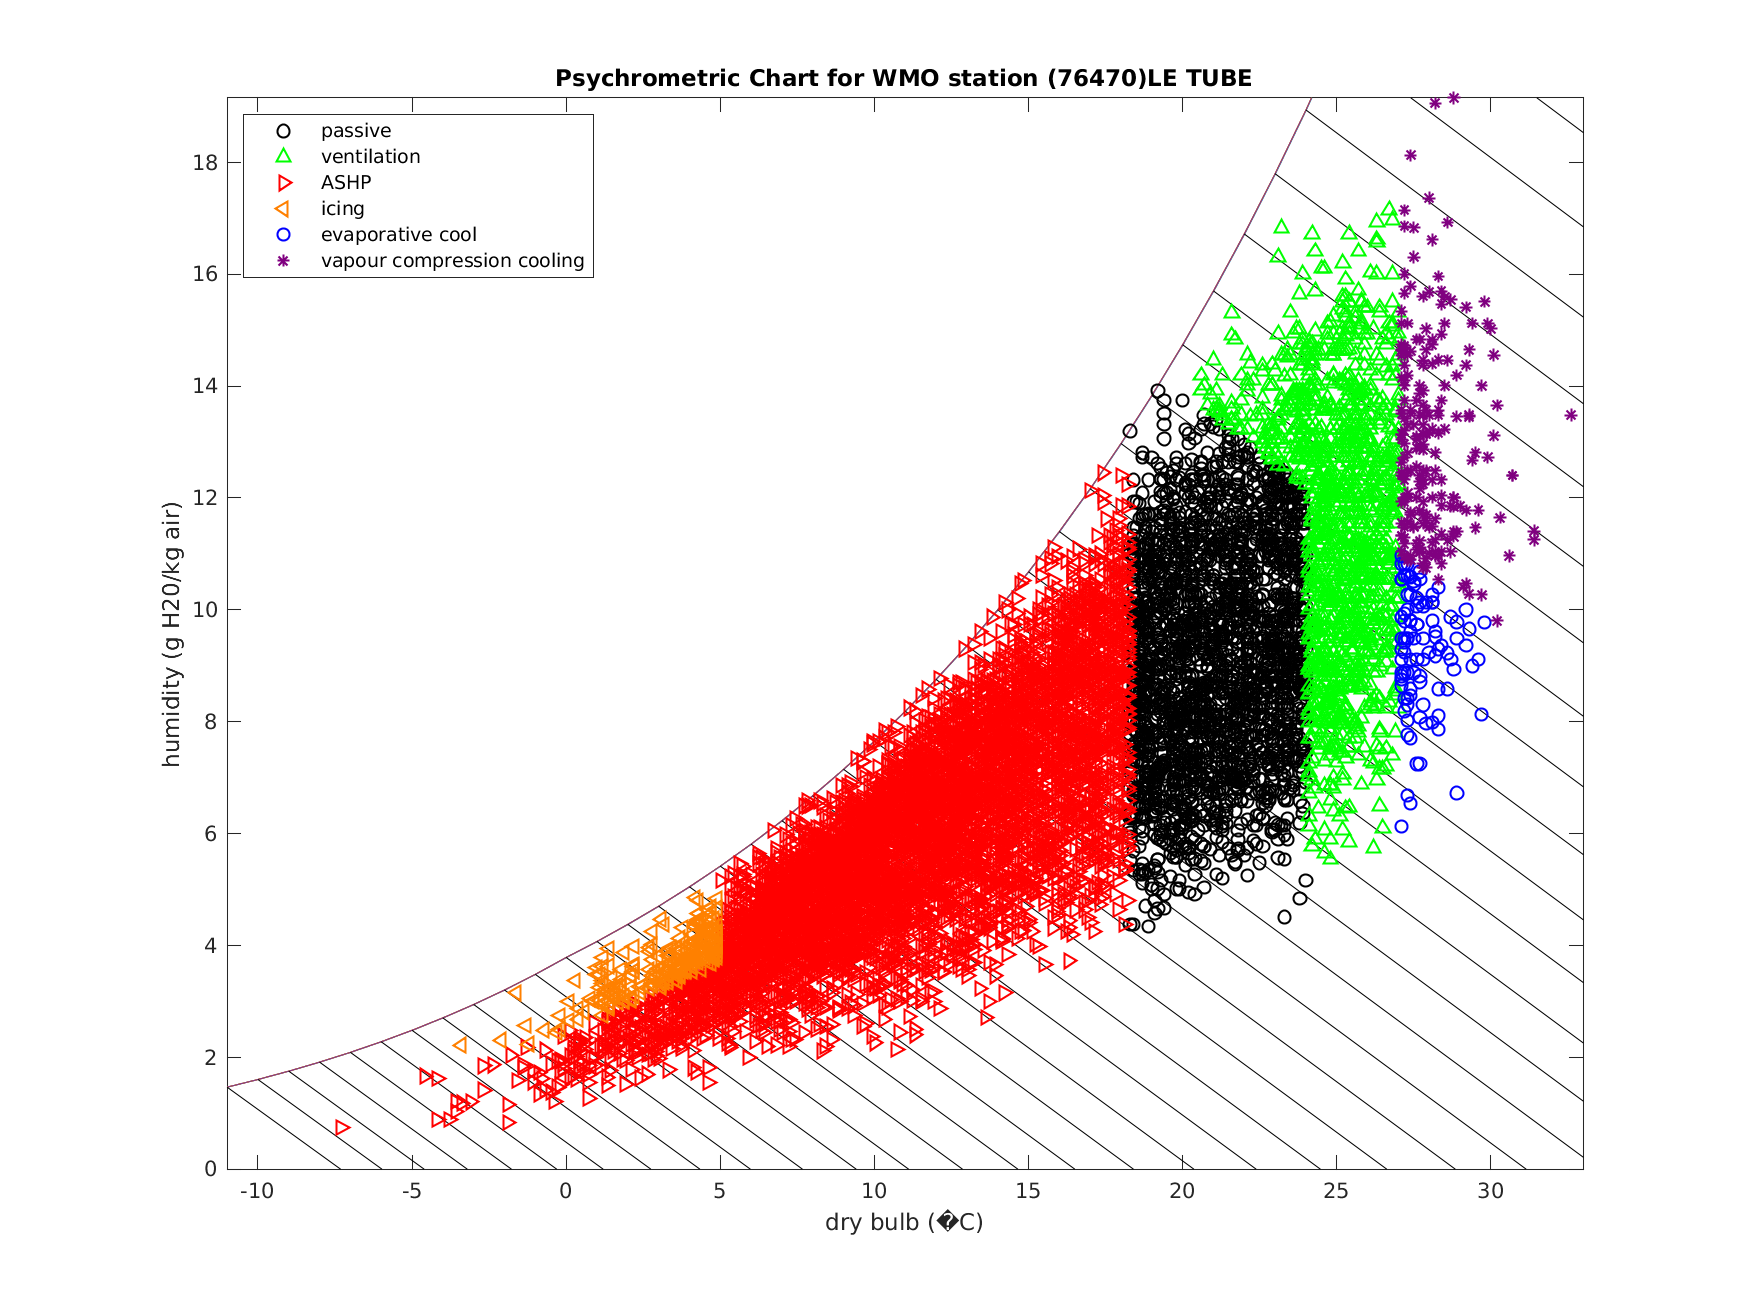 Psychrometric Chart for WMO station (76470)LE TUBE
passive
ventilation
ASHP
icing
evaporative cool
vapour compression cooling
humidity (g H20/kg air)
18
16
14
12
10
8
6
4
2
0
-10 -5 0 5 10 15 20 25 30
dry bulb (�C)